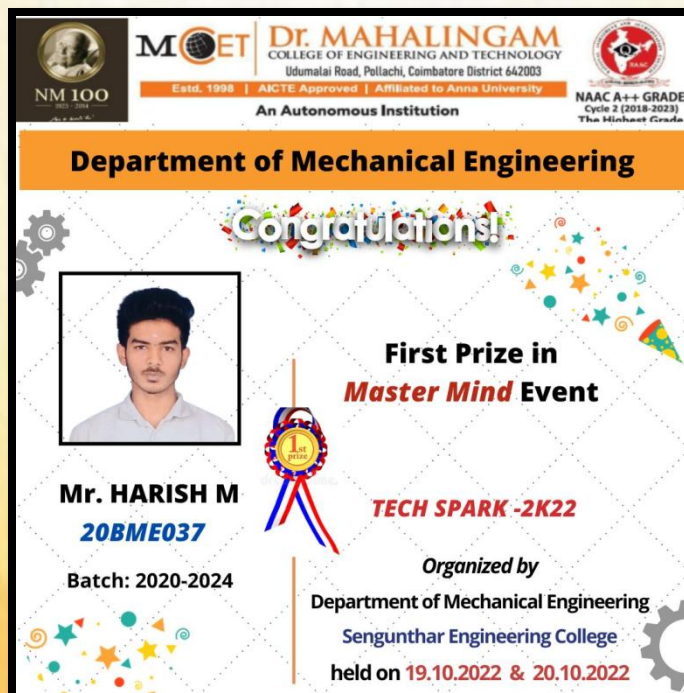 NM 100
1923 - 2014
MCET
Dr. MAHALINGAM
COLLEGE OF ENGINEERING AND TECHNOLOGY
Udumalai Road, Pollachi, Coimbatore District 642003
Estd. 1998 | AICTE Approved | Affiliated to Anna University
An Autonomous Institution
NAAC
NAAC A++ GRADE
Cycle 2 (2018-2023)
The Highest Grade
Department of Mechanical Engineering
Congratulations!
First Prize in
Master Mind Event
1st
prize
Mr. HARISH M
20BME037
Batch: 2020-2024
TECH SPARK -2K22
Organized by
Department of Mechanical Engineering
Sengunthar Engineering College
held on 19.10.2022 & 20.10.2022